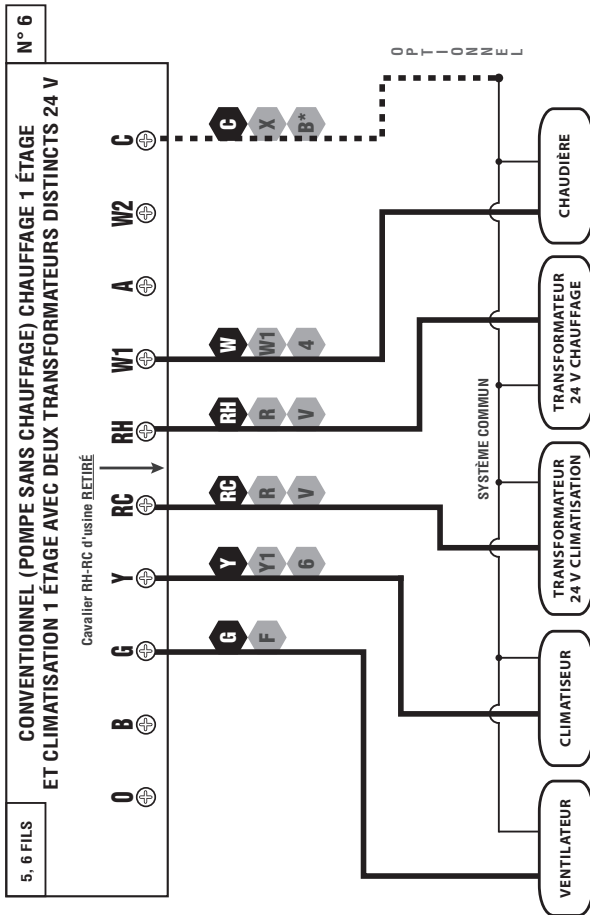 5, 6 FILS
CONVENTIONNEL (POMPE SANS CHAUFFAGE) CHAUFFAGE 1 ÉTAGE
ET CLIMATISATION 1 ÉTAGE AVEC DEUX TRANSFORMATEURS DISTINCTS 24 V
N° 6
Cavalier RH-RC d'usine RETIRÉ
O B G Y RC RH W1 A W2 C
G Y RC RH W C
F Y1 R R W1 X
6 V V 4 B*
OPTIONNEL
SYSTÈME COMMUN
VENTILATEUR
CLIMATISEUR
TRANSFORMATEUR
24 V CLIMATISATION
TRANSFORMATEUR
24 V CHAUFFAGE
CHAUDIÈRE